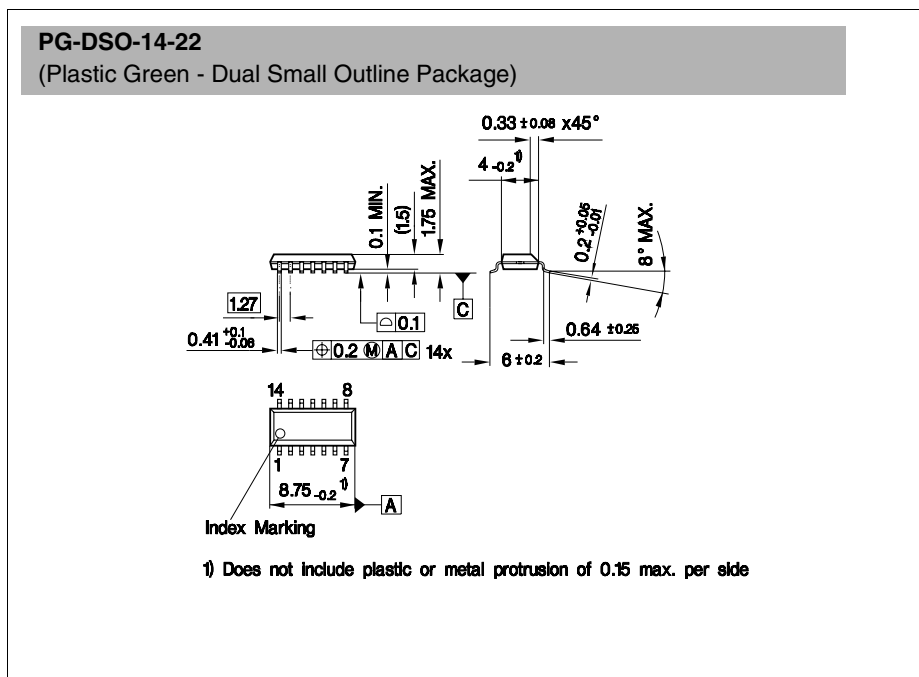 PG-DSO-14-22
(Plastic Green - Dual Small Outline Package)
0.33 ±0.08 x45°
4 -0.2 1)
0.1 MIN.
(1.5)
1.75 MAX.
0.2 +0.05 -0.01
8° MAX.
1.27
C
0.1
0.64 ±0.25
0.41 +0.1 -0.06
⌖ 0.2 Ⓜ A C 14x
6 ±0.2
14 8
1 7
8.75 -0.2 1)
A
Index Marking
1) Does not include plastic or metal protrusion of 0.15 max. per side